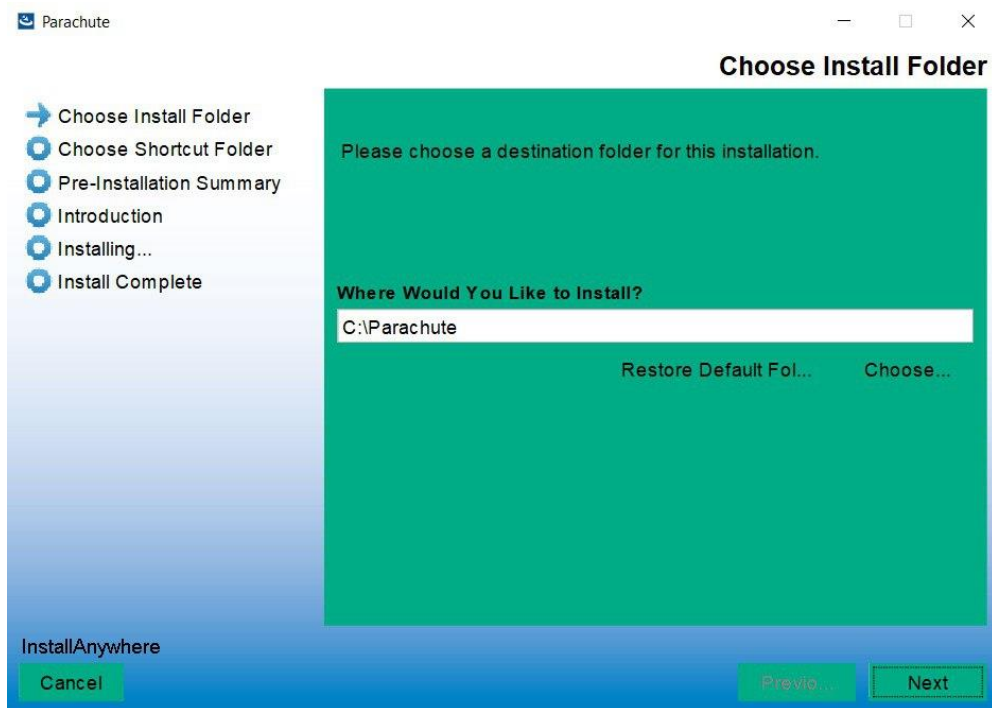 Parachute
Choose Install Folder
Choose Install Folder
Choose Shortcut Folder
Pre-Installation Summary
Introduction
Installing...
Install Complete
Please choose a destination folder for this installation.
Where Would You Like to Install?
C:\Parachute
Restore Default Fol... Choose...
InstallAnywhere
Cancel Previo... Next